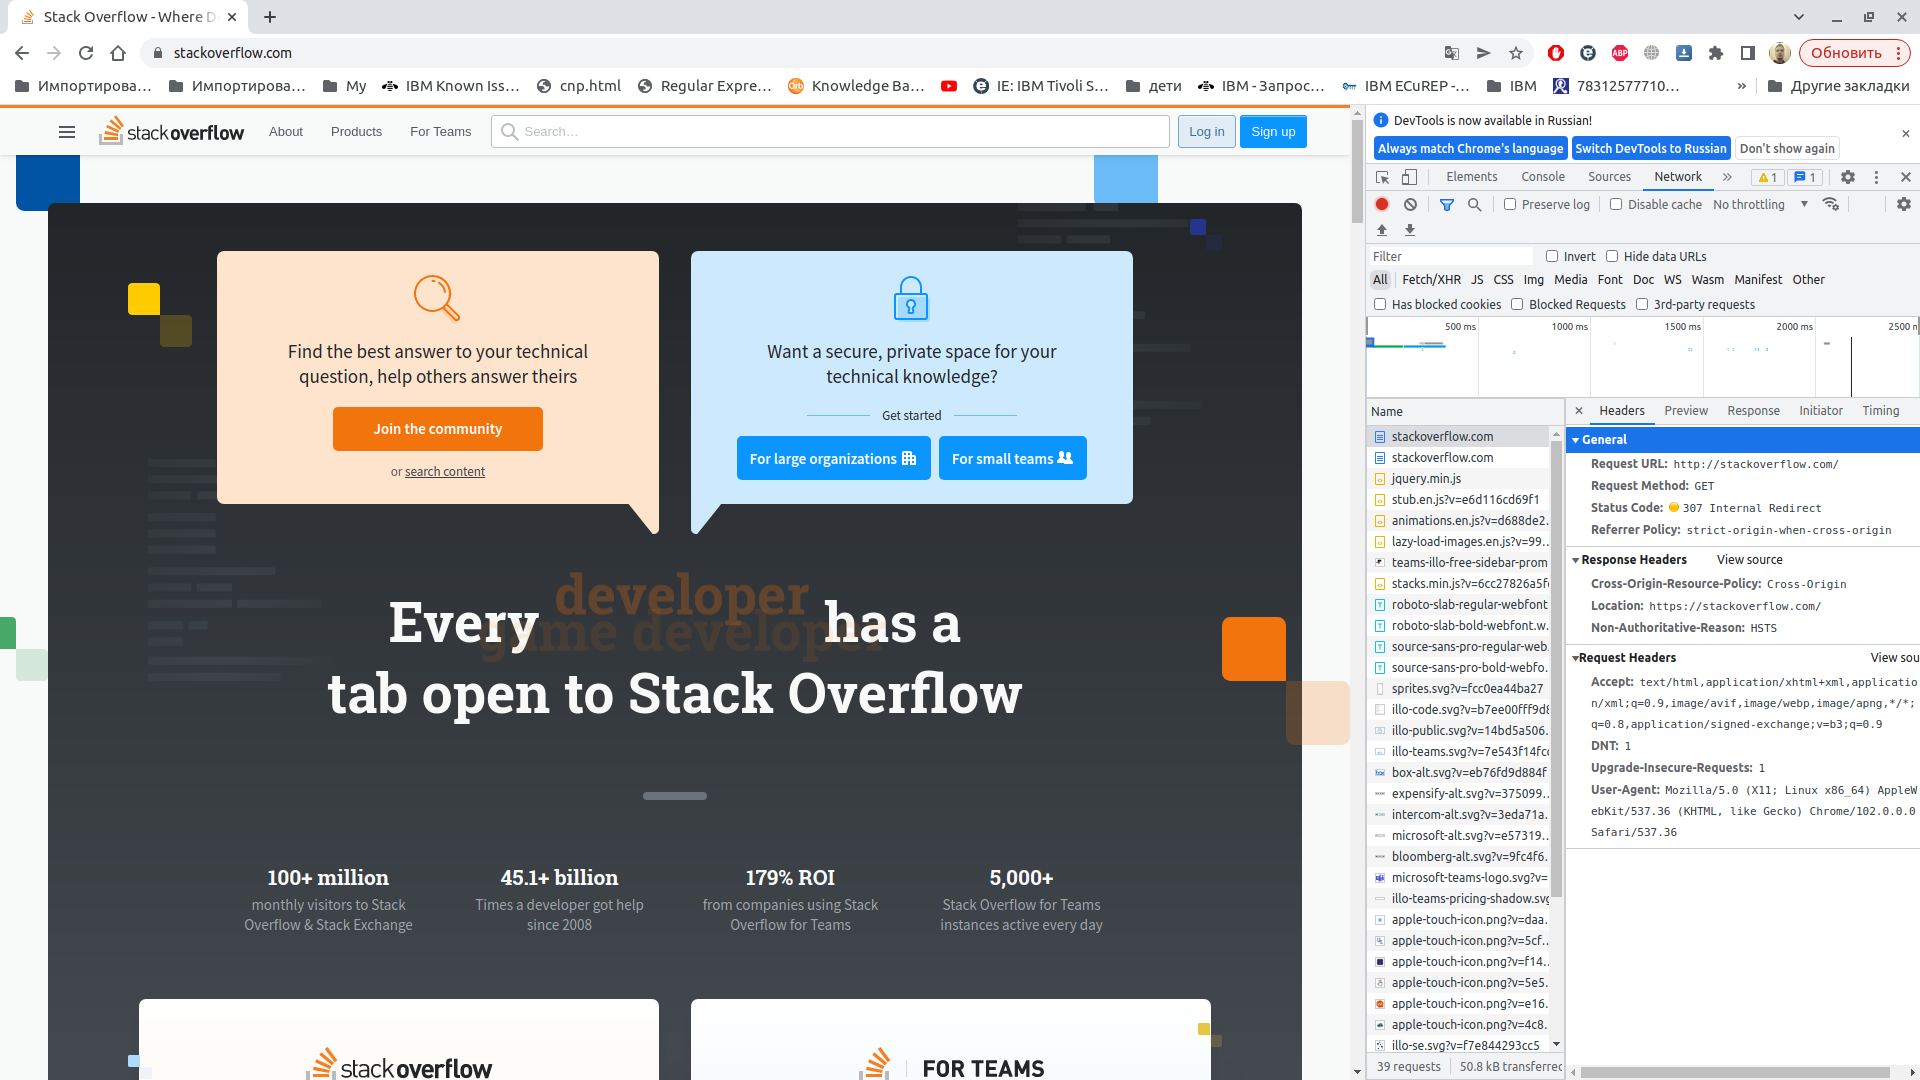 Stack Overflow - Where D
stackoverflow.com
Обновить
Импортирова…
Импортирова…
My
IBM Known Iss…
cnp.html
Regular Expre…
Knowledge Ba…
IE: IBM Tivoli S…
дети
IBM - Запрос…
IBM ECuREP -…
IBM
78312577710…
»
Другие закладки
stackoverflow
About
Products
For Teams
Search…
Log in
Sign up
Find the best answer to your technical
question, help others answer theirs
Join the community
or search content
Want a secure, private space for your
technical knowledge?
Get started
For large organizations
For small teams
developer
game developer
Every has a
tab open to Stack Overflow
100+ million
monthly visitors to Stack
Overflow & Stack Exchange
45.1+ billion
Times a developer got help
since 2008
179% ROI
from companies using Stack
Overflow for Teams
5,000+
Stack Overflow for Teams
instances active every day
stackoverflow
FOR TEAMS
DevTools is now available in Russian!
Always match Chrome's language
Switch DevTools to Russian
Don't show again
Elements
Console
Sources
Network
»
1
1
Preserve log
Disable cache
No throttling
Filter
Invert
Hide data URLs
All
Fetch/XHR
JS
CSS
Img
Media
Font
Doc
WS
Wasm
Manifest
Other
Has blocked cookies
Blocked Requests
3rd-party requests
500 ms
1000 ms
1500 ms
2000 ms
2500 n
Name
stackoverflow.com
stackoverflow.com
jquery.min.js
stub.en.js?v=e6d116cd69f1
animations.en.js?v=d688de2…
lazy-load-images.en.js?v=99…
teams-illo-free-sidebar-prom
stacks.min.js?v=6cc27826a5f
roboto-slab-regular-webfont
roboto-slab-bold-webfont.w…
source-sans-pro-regular-web
source-sans-pro-bold-webfo…
sprites.svg?v=fcc0ea44ba27
illo-code.svg?v=b7ee00fff9d8
illo-public.svg?v=14bd5a506…
illo-teams.svg?v=7e543f14fc
box-alt.svg?v=eb76fd9d884f
expensify-alt.svg?v=375099…
intercom-alt.svg?v=3eda71a…
microsoft-alt.svg?v=e57319…
bloomberg-alt.svg?v=9fc4f6…
microsoft-teams-logo.svg?v=
illo-teams-pricing-shadow.svg
apple-touch-icon.png?v=daa…
apple-touch-icon.png?v=5cf…
apple-touch-icon.png?v=f14…
apple-touch-icon.png?v=5e5…
apple-touch-icon.png?v=e16…
apple-touch-icon.png?v=4c8…
illo-se.svg?v=f7e844293cc5
39 requests
50.8 kB transferred
Headers
Preview
Response
Initiator
Timing
General
Request URL: http://stackoverflow.com/
Request Method: GET
Status Code: 307 Internal Redirect
Referrer Policy: strict-origin-when-cross-origin
Response Headers
View source
Cross-Origin-Resource-Policy: Cross-Origin
Location: https://stackoverflow.com/
Non-Authoritative-Reason: HSTS
Request Headers
View sou
Accept: text/html,application/xhtml+xml,applicatio
n/xml;q=0.9,image/avif,image/webp,image/apng,*/*;
q=0.8,application/signed-exchange;v=b3;q=0.9
DNT: 1
Upgrade-Insecure-Requests: 1
User-Agent: Mozilla/5.0 (X11; Linux x86_64) AppleW
ebKit/537.36 (KHTML, like Gecko) Chrome/102.0.0.0
Safari/537.36